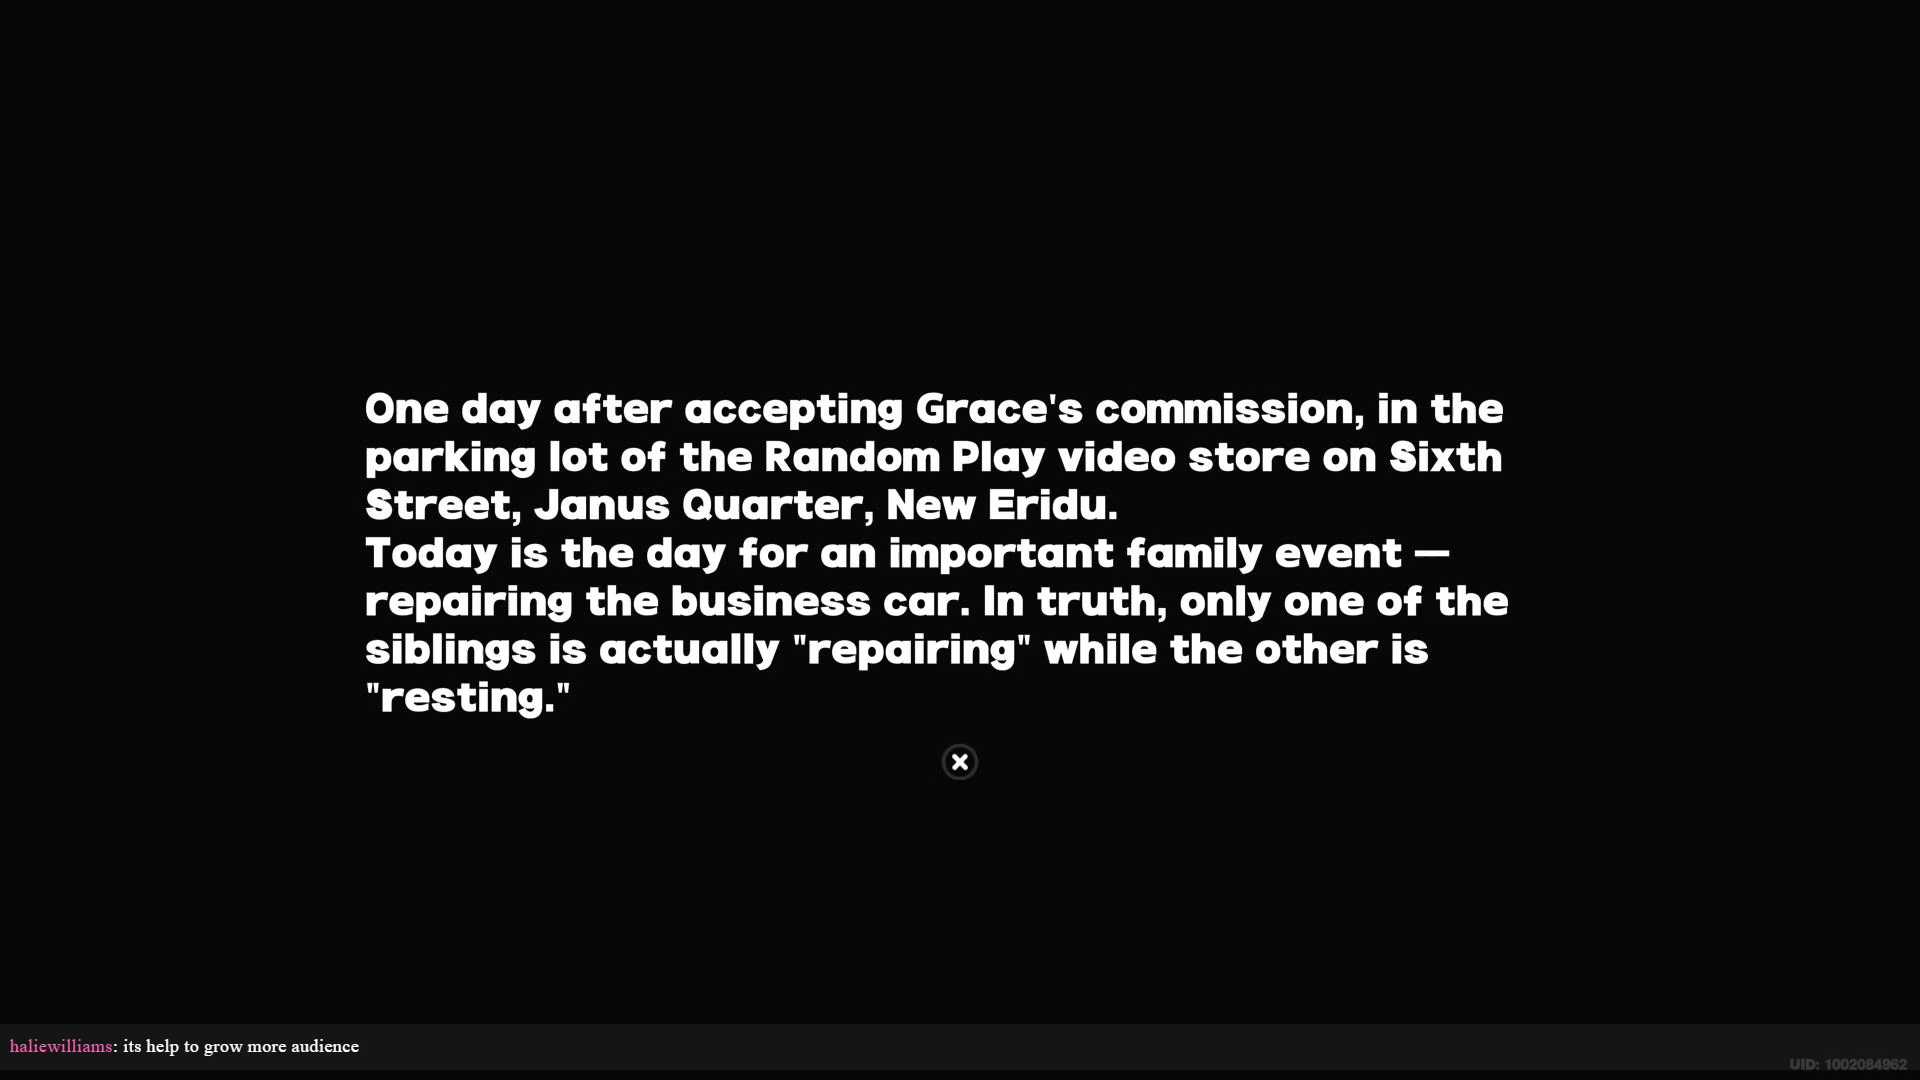 One day after accepting Grace's commission, in the
parking lot of the Random Play video store on Sixth
Street, Janus Quarter, New Eridu.
Today is the day for an important family event —
repairing the business car. In truth, only one of the
siblings is actually "repairing" while the other is
"resting."
haliewilliams: its help to grow more audience
UID: 1002084962